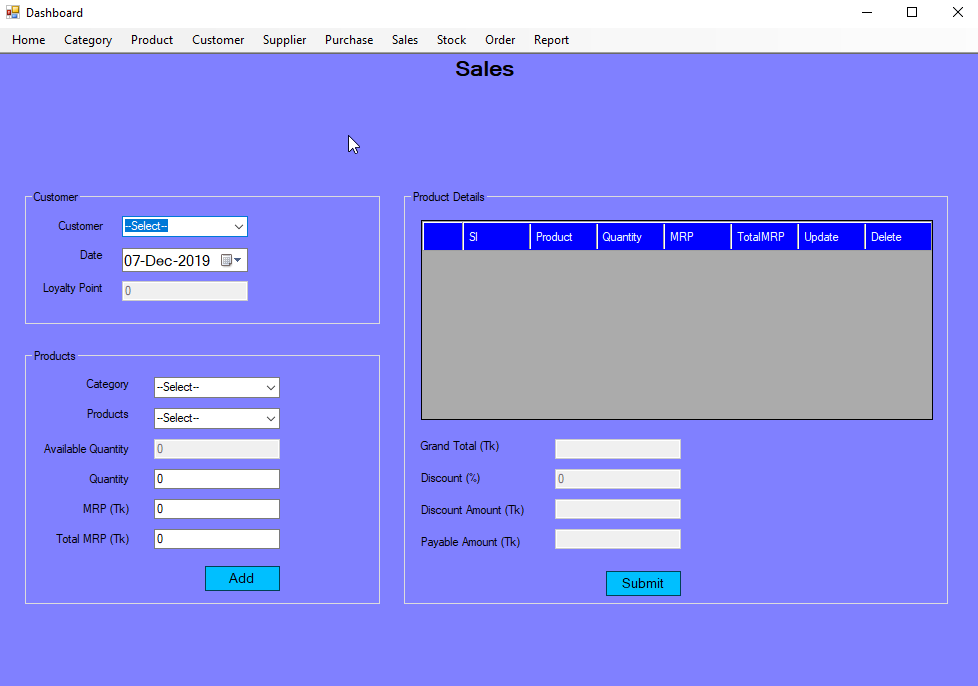 Dashboard
Home Category Product Customer Supplier Purchase Sales Stock Order Report
Sales
Customer
Customer --Select--
Date 07-Dec-2019
Loyalty Point 0
Products
Category --Select--
Products --Select--
Available Quantity 0
Quantity 0
MRP (Tk) 0
Total MRP (Tk) 0
Add
Product Details
Sl Product Quantity MRP TotalMRP Update Delete
Grand Total (Tk)
Discount (%) 0
Discount Amount (Tk)
Payable Amount (Tk)
Submit